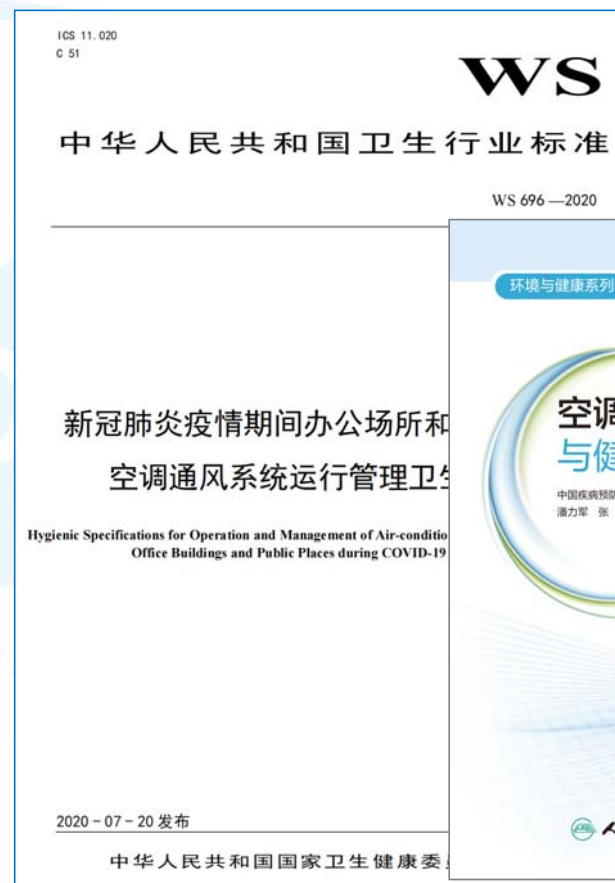 ICS 11.020
C 51
WS
中华人民共和国卫生行业标准
WS 696—2020
环境与健康系列
新冠肺炎疫情期间办公场所和
空调通风系统运行管理卫生
Hygienic Specifications for Operation and Management of Air-conditio
Office Buildings and Public Places during COVID-19
空调
与健
中国疾病预防
潘力军 张
2020-07-20 发布
中华人民共和国国家卫生健康委
人